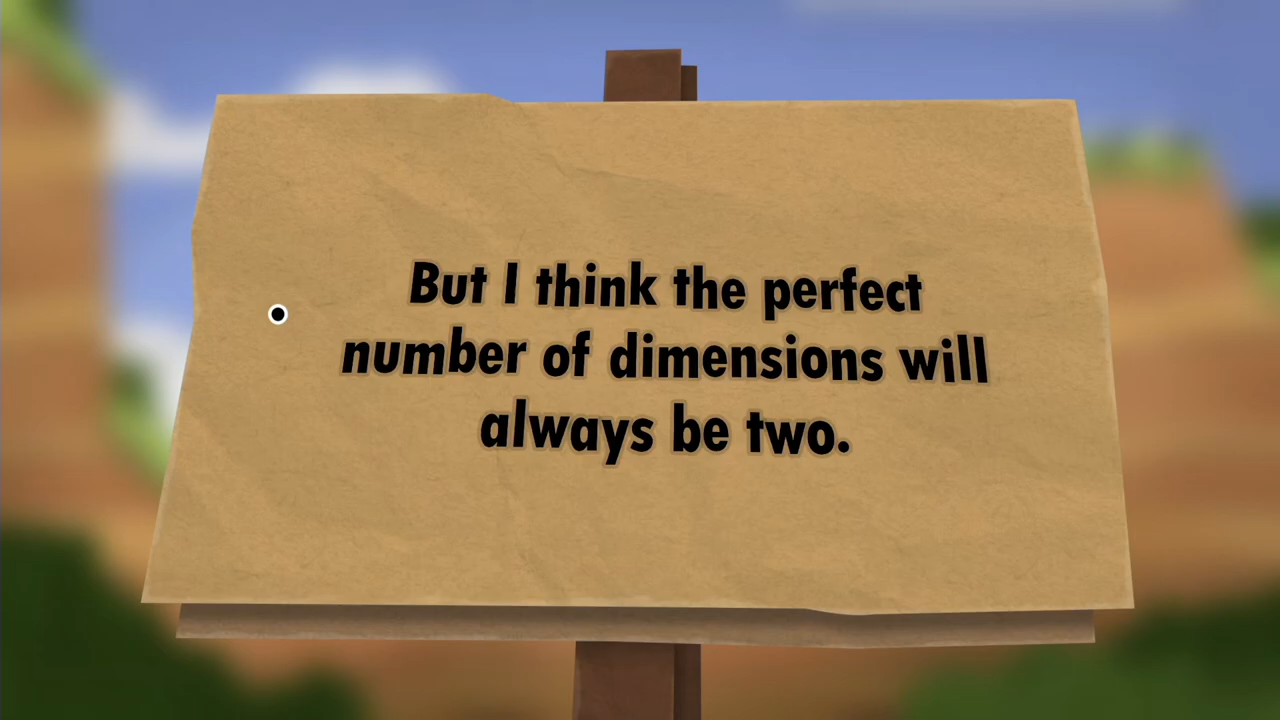 But I think the perfect
number of dimensions will
always be two.